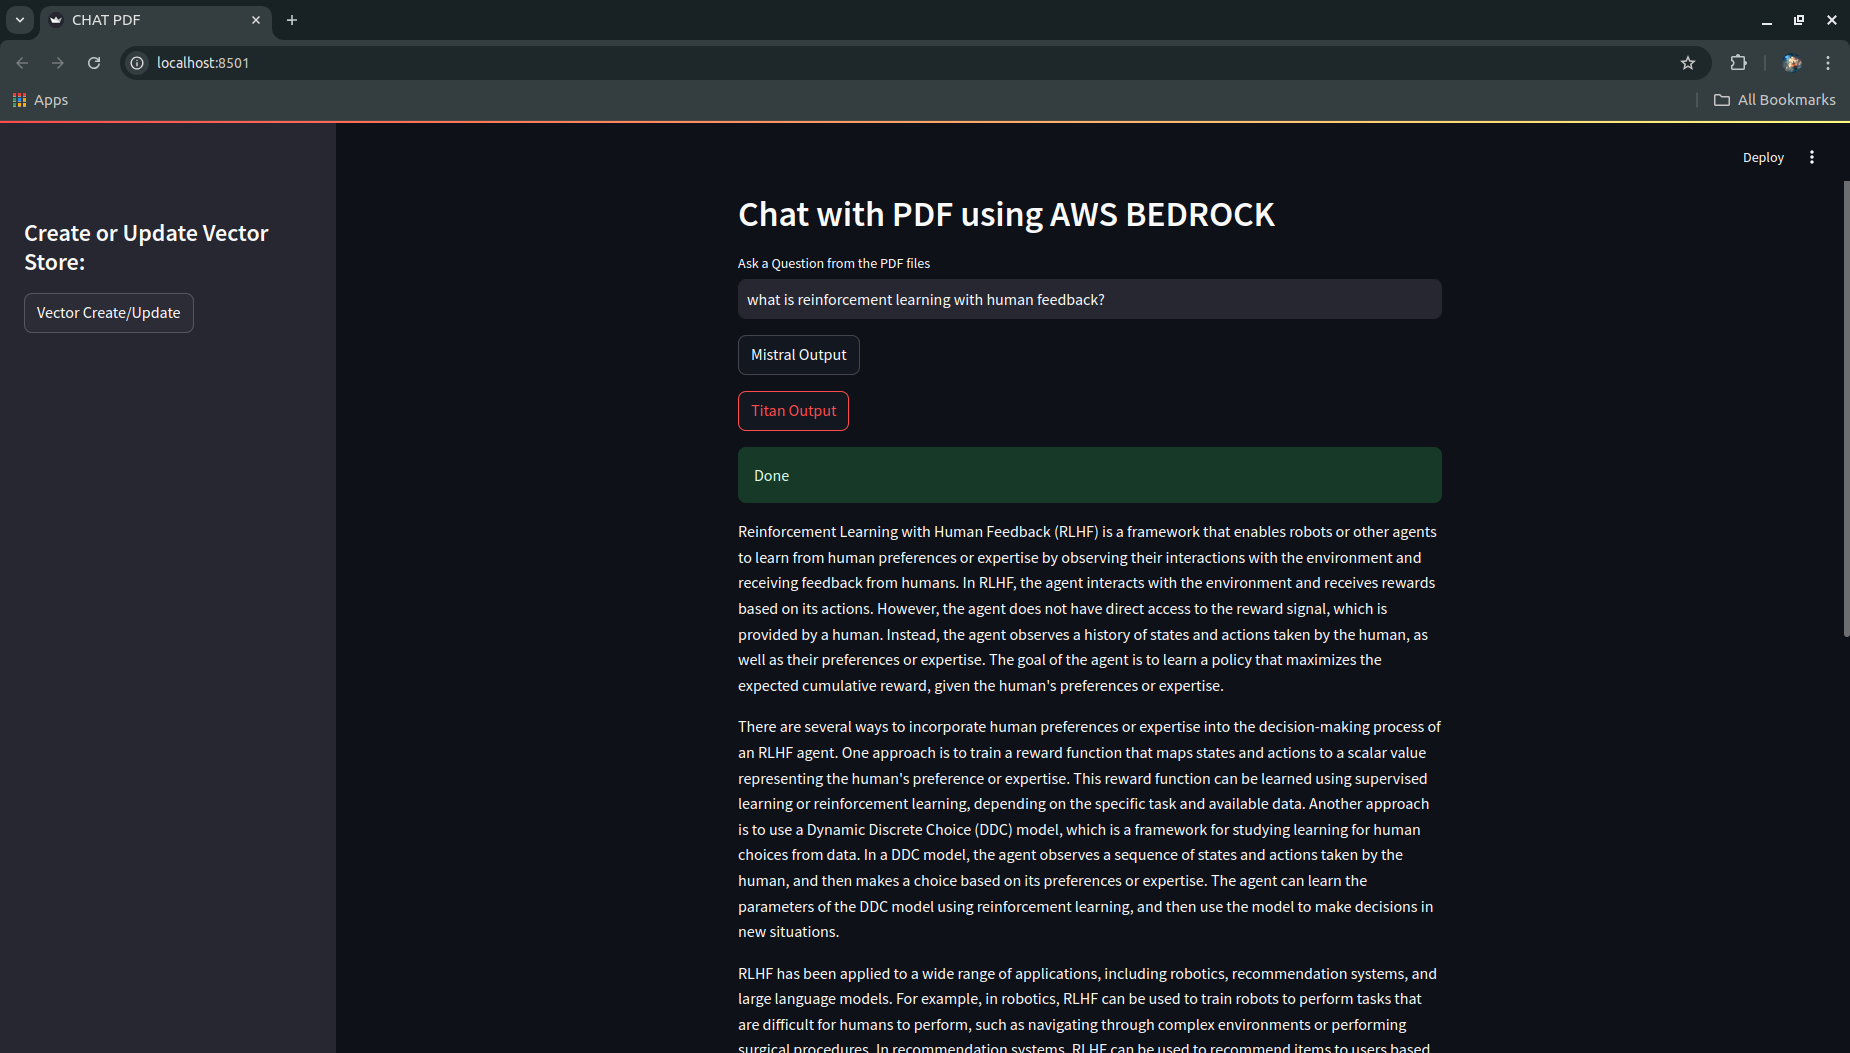 CHAT PDF
localhost:8501
Apps
All Bookmarks
Deploy
Create or Update Vector
Store:
Vector Create/Update
Chat with PDF using AWS BEDROCK
Ask a Question from the PDF files
what is reinforcement learning with human feedback?
Mistral Output
Titan Output
Done
Reinforcement Learning with Human Feedback (RLHF) is a framework that enables robots or other agents
to learn from human preferences or expertise by observing their interactions with the environment and
receiving feedback from humans. In RLHF, the agent interacts with the environment and receives rewards
based on its actions. However, the agent does not have direct access to the reward signal, which is
provided by a human. Instead, the agent observes a history of states and actions taken by the human, as
well as their preferences or expertise. The goal of the agent is to learn a policy that maximizes the
expected cumulative reward, given the human's preferences or expertise.
There are several ways to incorporate human preferences or expertise into the decision-making process of
an RLHF agent. One approach is to train a reward function that maps states and actions to a scalar value
representing the human's preference or expertise. This reward function can be learned using supervised
learning or reinforcement learning, depending on the specific task and available data. Another approach
is to use a Dynamic Discrete Choice (DDC) model, which is a framework for studying learning for human
choices from data. In a DDC model, the agent observes a sequence of states and actions taken by the
human, and then makes a choice based on its preferences or expertise. The agent can learn the
parameters of the DDC model using reinforcement learning, and then use the model to make decisions in
new situations.
RLHF has been applied to a wide range of applications, including robotics, recommendation systems, and
large language models. For example, in robotics, RLHF can be used to train robots to perform tasks that
are difficult for humans to perform, such as navigating through complex environments or performing
surgical procedures. In recommendation systems, RLHF can be used to recommend items to users based